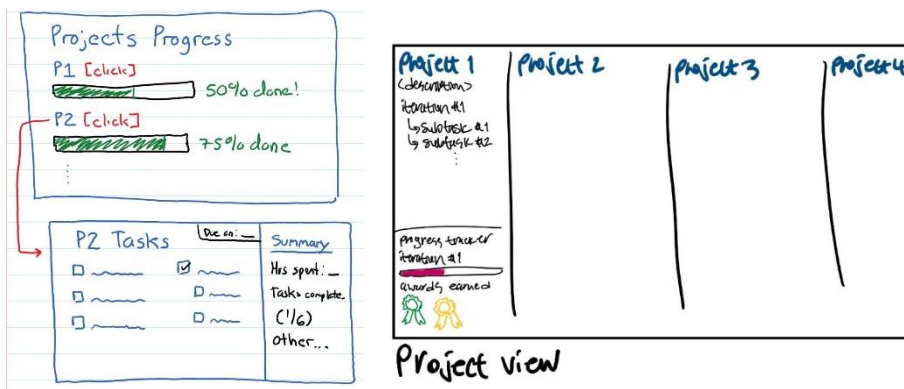 Projects Progress
P1 [click]
50% done!
P2 [click]
75% done
P2 Tasks
Due on: _
Summary
Hrs spent: _
Tasks complete.
(1/6)
other...
Project 1
<description>
iteration #1
↳ subtask #1
↳ subtask #2
progress tracker
iteration #1
awards earned
Project 2
Project 3
Project 4
Project view